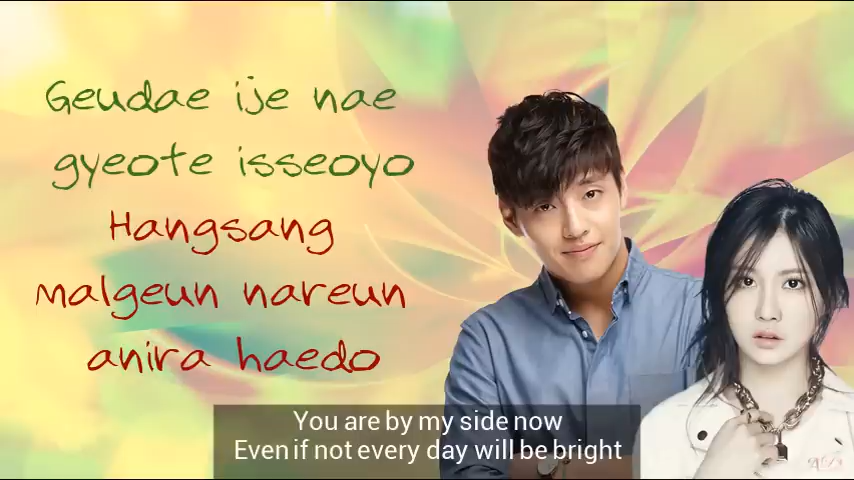 Geudae ije nae
gyeote isseoyo
Hangsang
malgeun nareun
anira haedo
You are by my side now
Even if not every day will be bright